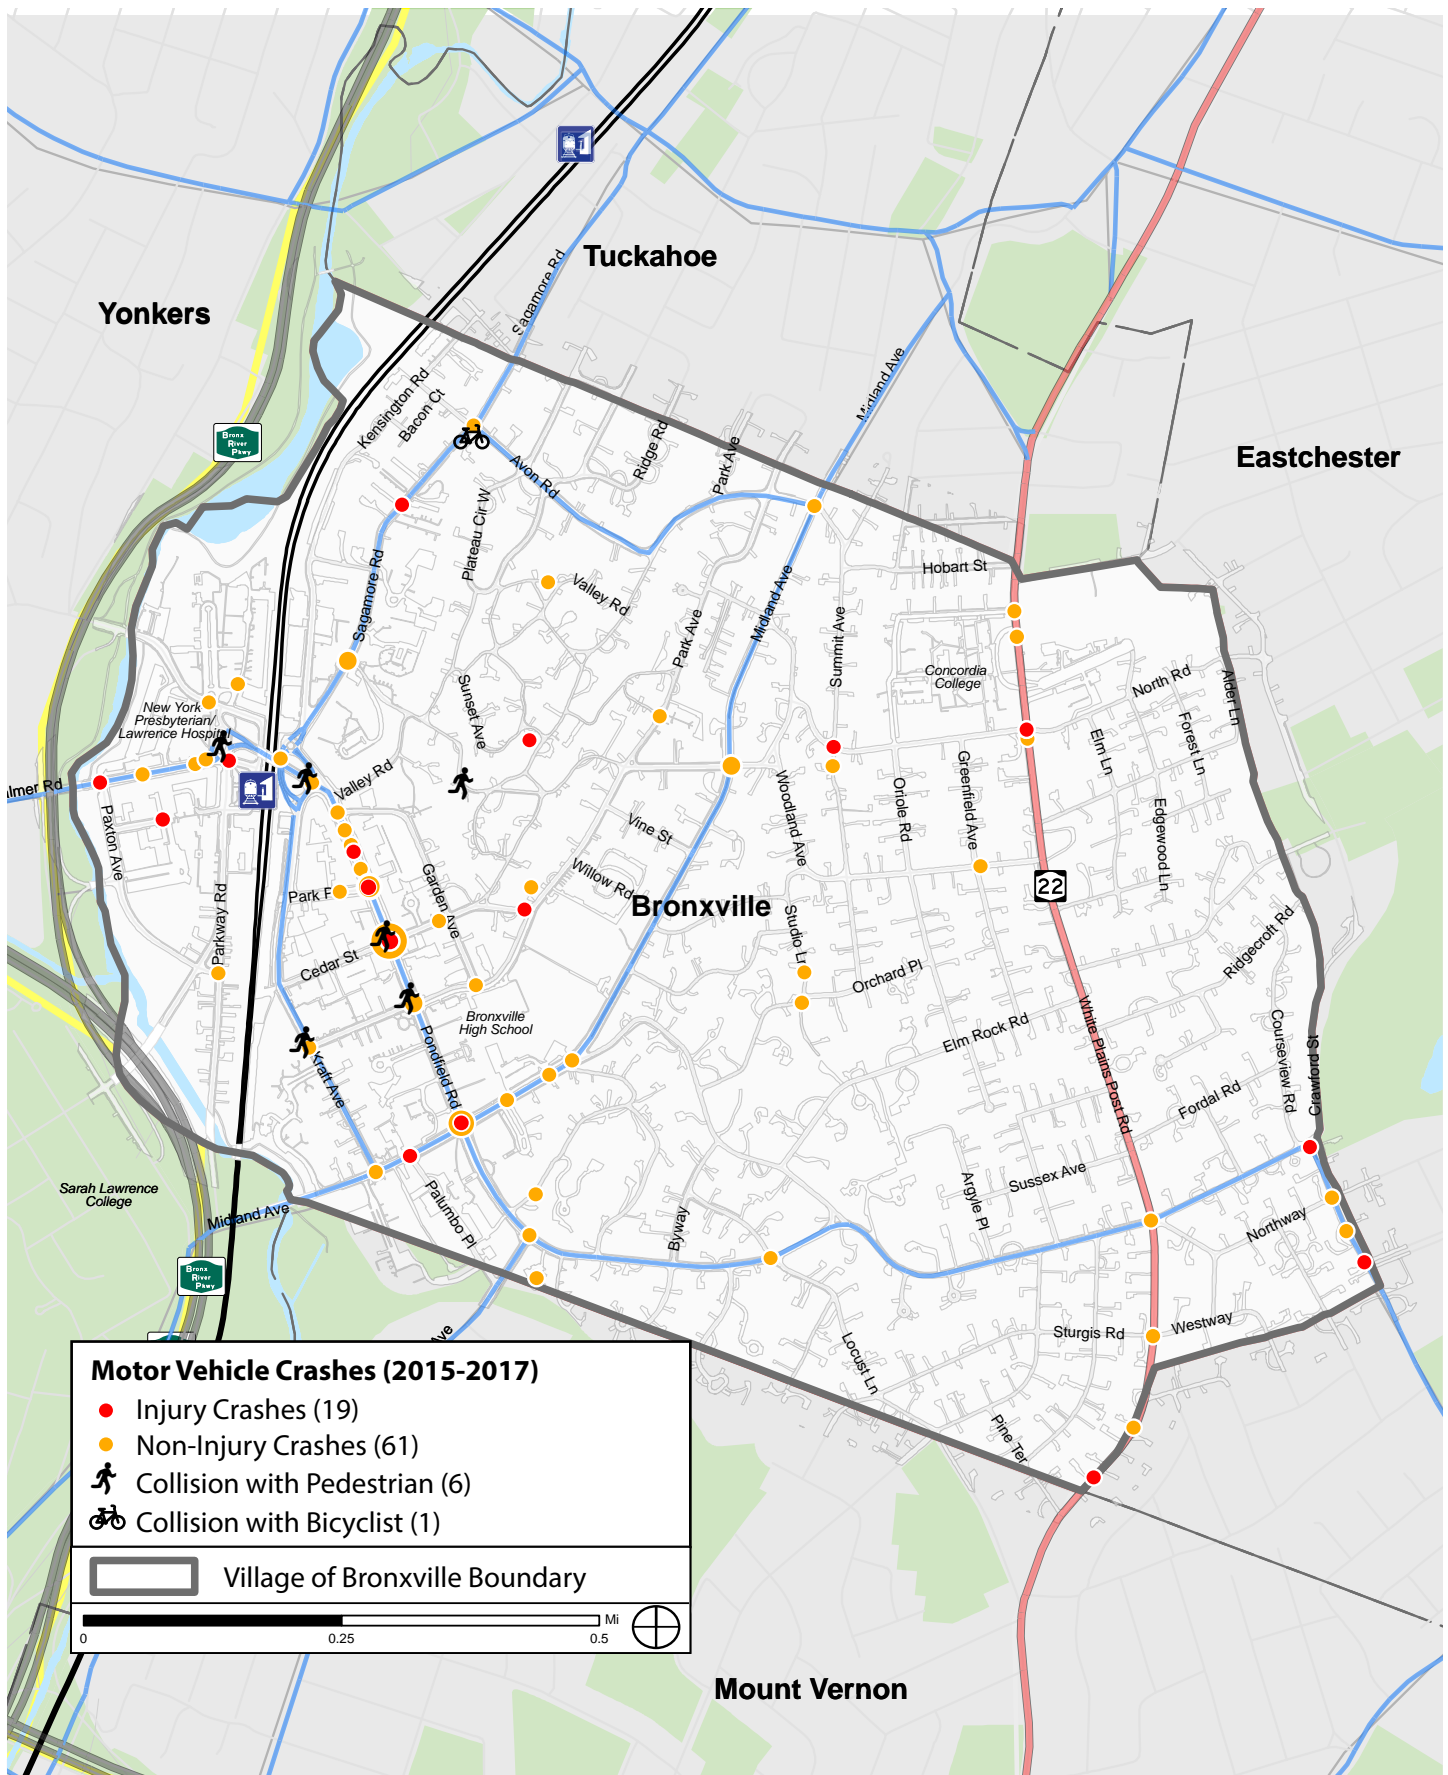 Tuckahoe
Yonkers
Sagamore Rd
Midland Ave
Kensington Rd
Bacon Ct
Bronx
River
Pkwy
Ridge Rd
Park Ave
Eastchester
Avon Rd
Plateau Cir W
Hobart St
Sagamore Rd
Valley Rd
Midland Ave
Park Ave
Summit Ave
Concordia
College
North Rd
Alder Ln
Sunset Ave
New York
Presbyterian/
Lawrence Hospital
Forest Ln
Elm Ln
Valley Rd
Woodland Ave
Oriole Rd
Greenfield Ave
Edgewood Ln
lmer Rd
Paxton Ave
Vine St
Willow Rd
Garden Ave
Park
22
Bronxville
Parkway Rd
Studio Ln
Ridgecroft Rd
Cedar St
Orchard Pl
Bronxville
High School
Elm Rock Rd
White Plains Post Rd
Courseview Rd
Crawford St
Pondfield Rd
Kraft Ave
Fordal Rd
Sussex Ave
Argyle Pl
Sarah Lawrence
College
Palumbo Pl
Midland Ave
Byway
Northway
Bronx
River
Pkwy
Sturgis Rd
Westway
Ave
Locust Ln
Pine Ter
Motor Vehicle Crashes (2015-2017)
Injury Crashes (19)
Non-Injury Crashes (61)
Collision with Pedestrian (6)
Collision with Bicyclist (1)
Village of Bronxville Boundary
Mi
0
0.25
0.5
Mount Vernon